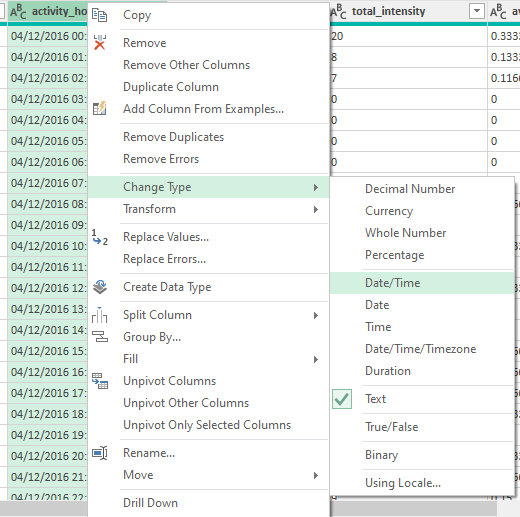 ABC activity_ho
ABC total_intensity
ABC av
04/12/2016 00:
20
0.333
04/12/2016 01:
8
0.1333
04/12/2016 02:
7
0.1166
04/12/2016 03:
0
0
04/12/2016 04:
0
0
04/12/2016 05:
0
0
04/12/2016 06:
0
0
04/12/2016 07:
04/12/2016 08:
04/12/2016 09:
04/12/2016 10:
04/12/2016 11:
04/12/2016 12:
04/12/2016 13:
04/12/2016 14:
04/12/2016 15:
04/12/2016 16:
04/12/2016 17:
04/12/2016 18:
04/12/2016 19:
04/12/2016 20:
04/12/2016 21:
04/12/2016 22:
Copy
Remove
Remove Other Columns
Duplicate Column
Add Column From Examples...
Remove Duplicates
Remove Errors
Change Type
Transform
Replace Values...
Replace Errors...
Create Data Type
Split Column
Group By...
Fill
Unpivot Columns
Unpivot Other Columns
Unpivot Only Selected Columns
Rename...
Move
Drill Down
Decimal Number
Currency
Whole Number
Percentage
Date/Time
Date
Time
Date/Time/Timezone
Duration
Text
True/False
Binary
Using Locale...